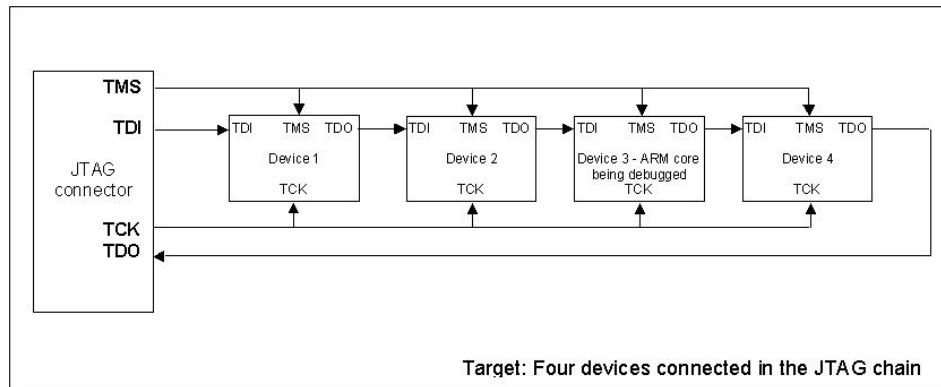 TMS
TDI
JTAG
connector
TCK
TDO
TDI TMS TDO
Device 1
TCK
TDI TMS TDO
Device 2
TCK
TDI TMS TDO
Device 3 - ARM core
being debugged
TCK
TDI TMS TDO
Device 4
TCK
Target: Four devices connected in the JTAG chain